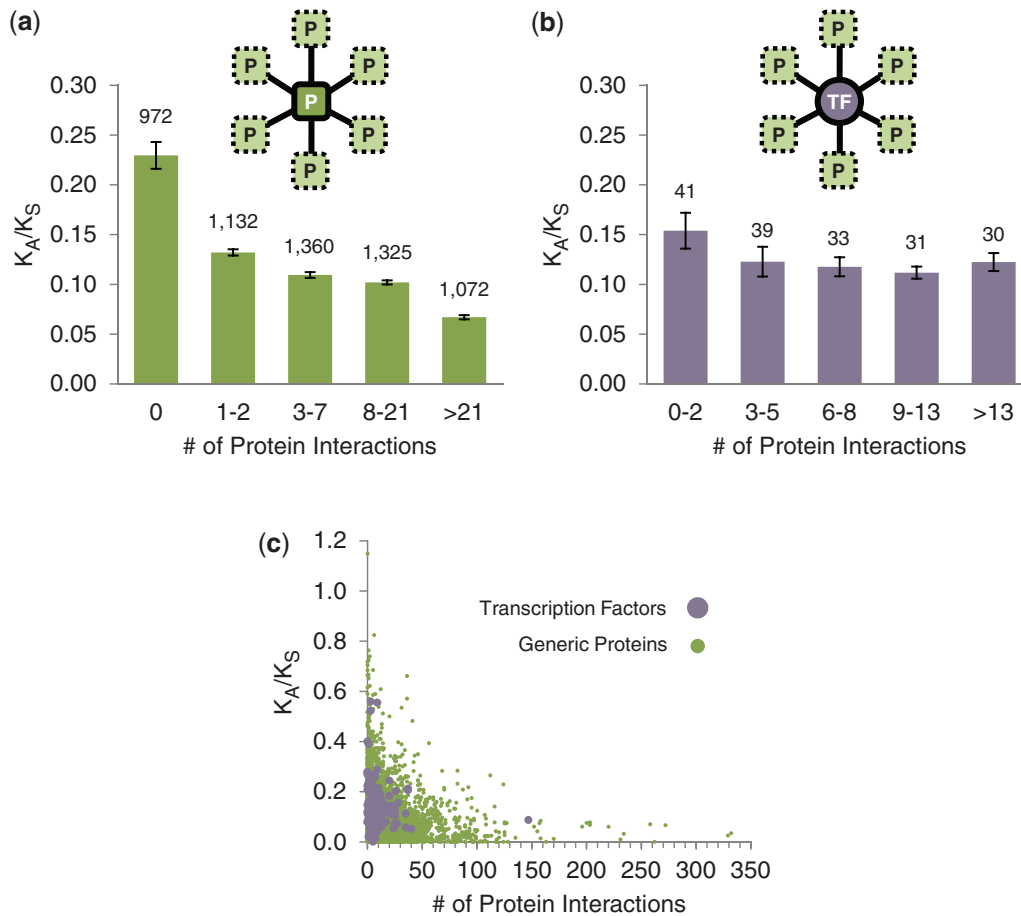 (a)
P
P P
P
P P
P
0.30
0.25
0.20
0.15
0.10
0.05
0.00
K_A/K_S
972
1,132
1,360
1,325
1,072
0 1-2 3-7 8-21 >21
# of Protein Interactions
(b)
P
P P
TF
P P
P
0.30
0.25
0.20
0.15
0.10
0.05
0.00
K_A/K_S
41
39
33
31
30
0-2 3-5 6-8 9-13 >13
# of Protein Interactions
(c)
1.2
1.0
0.8
0.6
0.4
0.2
0.0
K_A/K_S
Transcription Factors
Generic Proteins
0 50 100 150 200 250 300 350
# of Protein Interactions